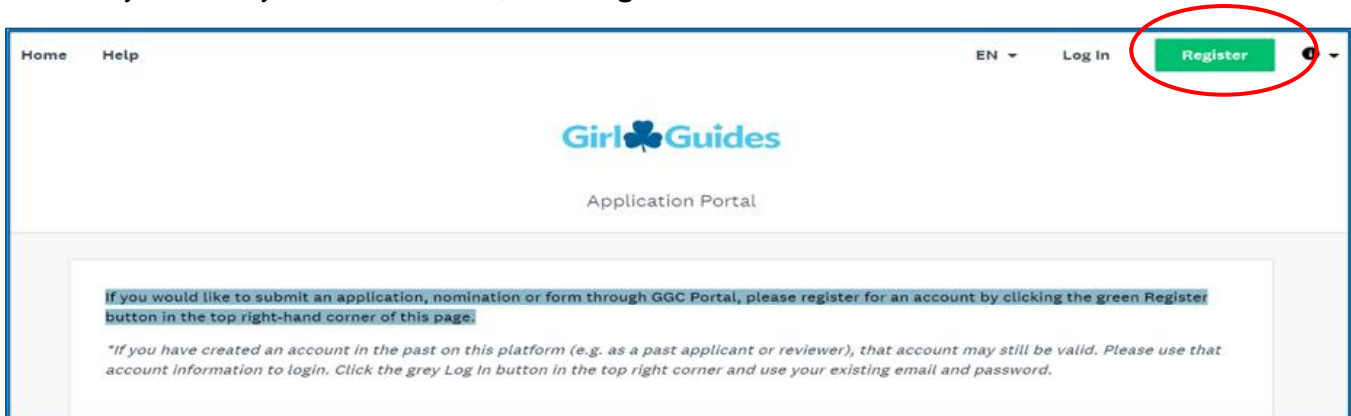 Home Help EN Log In Register
Girl Guides
Application Portal
If you would like to submit an application, nomination or form through GGC Portal, please register for an account by clicking the green Register
button in the top right-hand corner of this page.
*If you have created an account in the past on this platform (e.g. as a past applicant or reviewer), that account may still be valid. Please use that
account information to login. Click the grey Log In button in the top right corner and use your existing email and password.